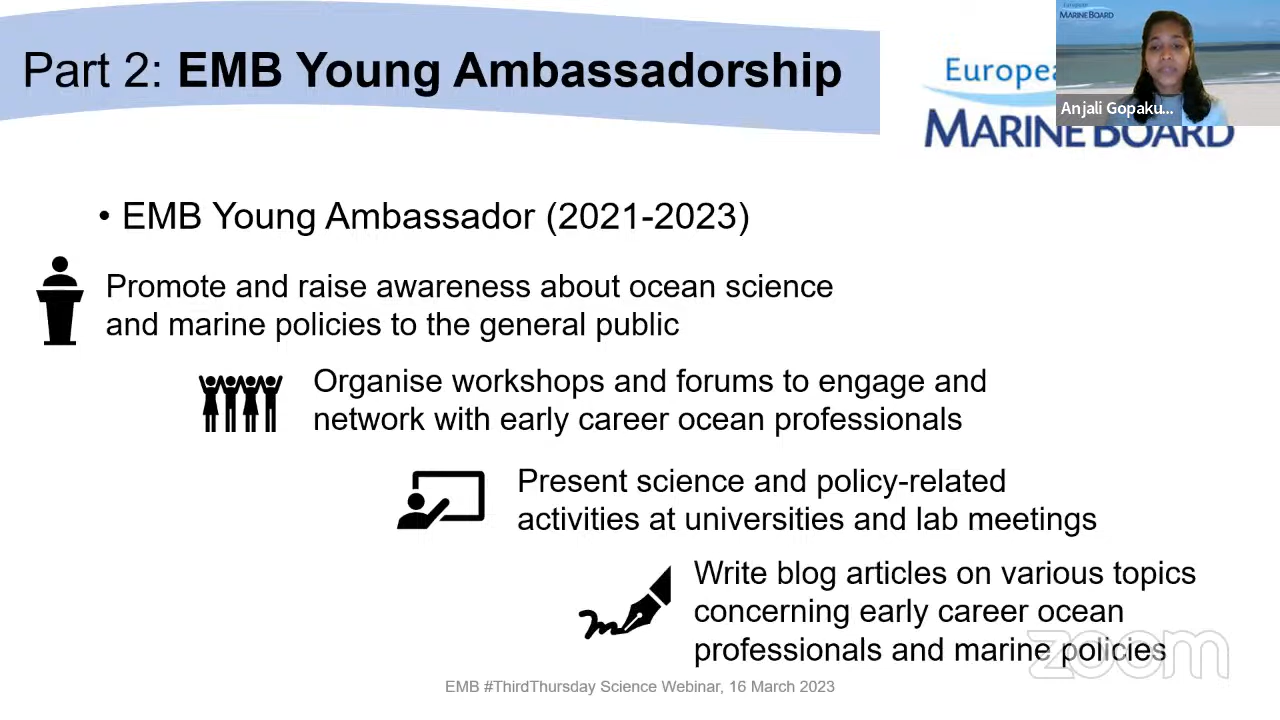 Part 2: EMB Young Ambassadorship
European
MARINE BOARD
Anjali Gopaku...
MARINE BOARD
• EMB Young Ambassador (2021-2023)
Promote and raise awareness about ocean science
and marine policies to the general public
Organise workshops and forums to engage and
network with early career ocean professionals
Present science and policy-related
activities at universities and lab meetings
Write blog articles on various topics
concerning early career ocean
professionals and marine policies
zoom
EMB #ThirdThursday Science Webinar, 16 March 2023